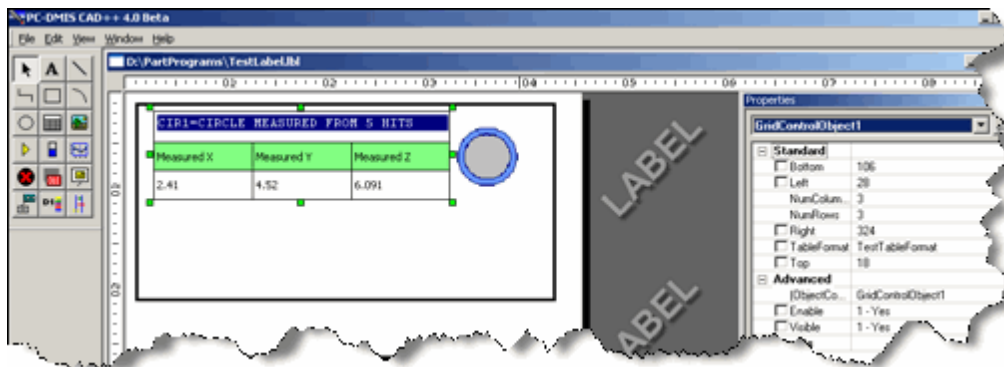 PC-DMIS CAD++ 4.0 Beta
File Edit View Window Help
D:\PartPrograms\TestLabel.lbl
CIR1=CIRCLE MEASURED FROM 5 HITS
Measured X Measured Y Measured Z
2.41 4.52 6.091
LABEL
LABEL
Properties
GridControlObject1
Standard
Bottom 106
Left 28
NumColum... 3
NumRows 3
Right 324
TableFormat TestTableFormat
Top 18
Advanced
(ObjectCo... GridControlObject1
Enable 1 - Yes
Visible 1 - Yes